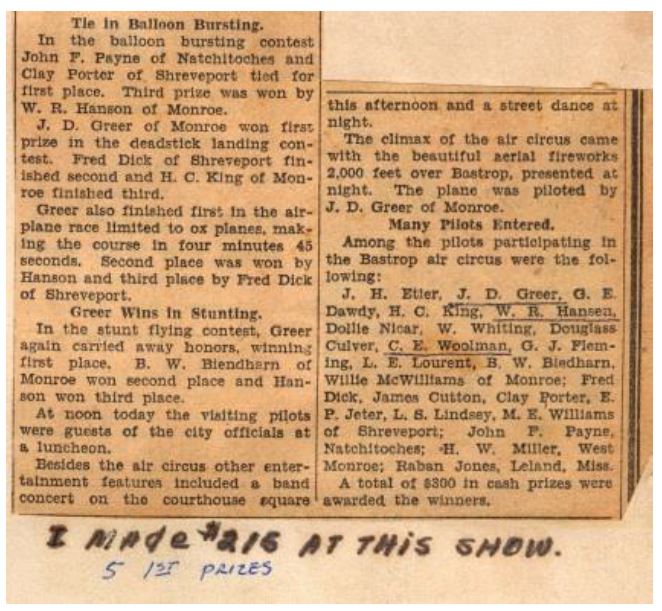 Tie in Balloon Bursting.
In the balloon bursting contest
John F. Payne of Natchitoches and
Clay Porter of Shreveport tied for
first place. Third prize was won by
W. R. Hanson of Monroe.
J. D. Greer of Monroe won first
prize in the deadstick landing con-
test. Fred Dick of Shreveport fin-
ished second and H. C. King of Mon-
roe finished third.
Greer also finished first in the air-
plane race limited to ox planes, mak-
ing the course in four minutes 45
seconds. Second place was won by
Hanson and third place by Fred Dick
of Shreveport.
Greer Wins in Stunting.
In the stunt flying contest, Greer
again carried away honors, winning
first place. B. W. Blendharn of
Monroe won second place and Han-
son won third place.
At noon today the visiting pilots
were guests of the city officials at
a luncheon.
Besides the air circus other enter-
tainment features included a band
concert on the courthouse square
this afternoon and a street dance at
night.
The climax of the air circus came
with the beautiful aerial fireworks
2,000 feet over Bastrop, presented at
night. The plane was piloted by
J. D. Greer of Monroe.
Many Pilots Entered.
Among the pilots participating in
the Bastrop air circus were the fol-
lowing:
J. H. Etler, J. D. Greer, G. E.
Dawdy, H. C. King, W. R. Hansen,
Dollie Nicar, W. Whiting, Douglass
Culver, C. E. Woolman, G. J. Flem-
ing, L. E. Lourent, B. W. Biedharn,
Willie McWilliams of Monroe; Fred
Dick, James Cutton, Clay Porter, E.
P. Jeter, L. S. Lindsey, M. E. Williams
of Shreveport; John F. Payne,
Natchitoches; H. W. Miller, West
Monroe; Raban Jones, Leland, Miss.
A total of $300 in cash prizes were
awarded the winners.
I MADE $216 AT THIS SHOW.
5 1ST PRIZES